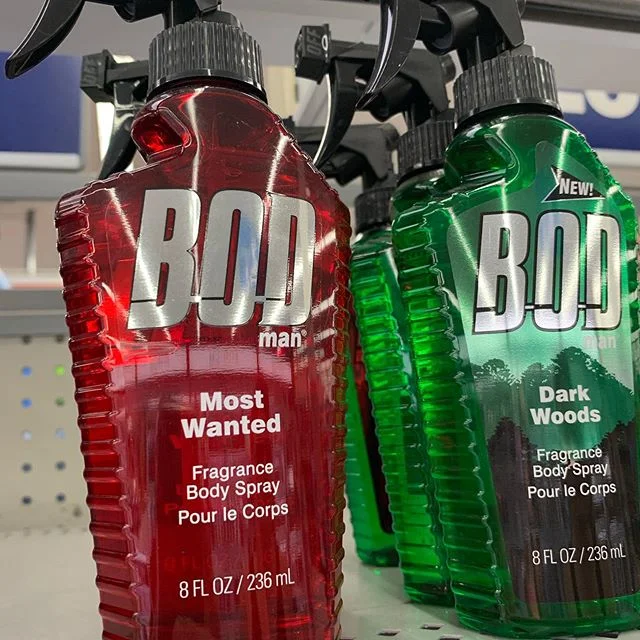 BOD
man
Most
Wanted
Fragrance
Body Spray
Pour le Corps
8 FL OZ / 236 mL
NEW!
BOD
man
Dark
Woods
Fragrance
Body Spray
Pour le Corps
8 FL OZ / 236 mL